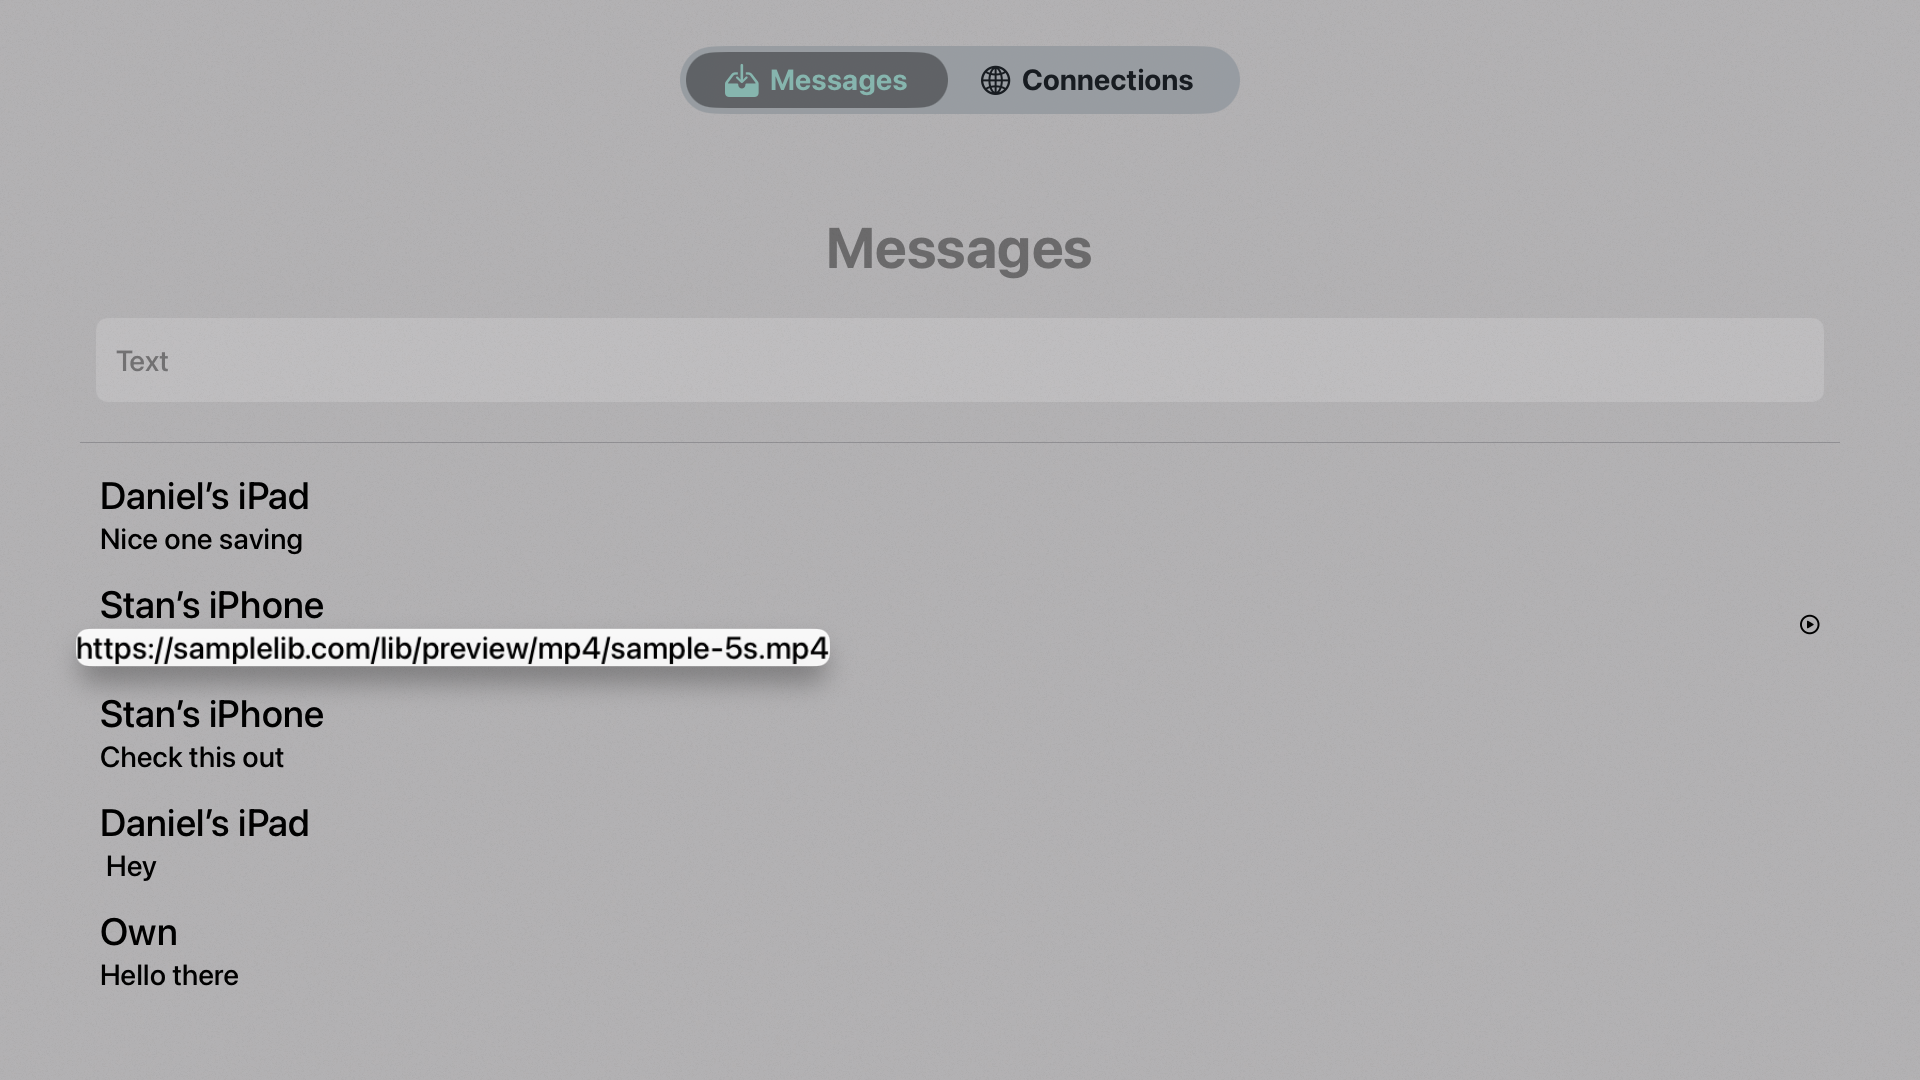 Messages
Connections
Messages
Text
Daniel’s iPad
Nice one saving
Stan’s iPhone
https://samplelib.com/lib/preview/mp4/sample-5s.mp4
Stan’s iPhone
Check this out
Daniel’s iPad
Hey
Own
Hello there